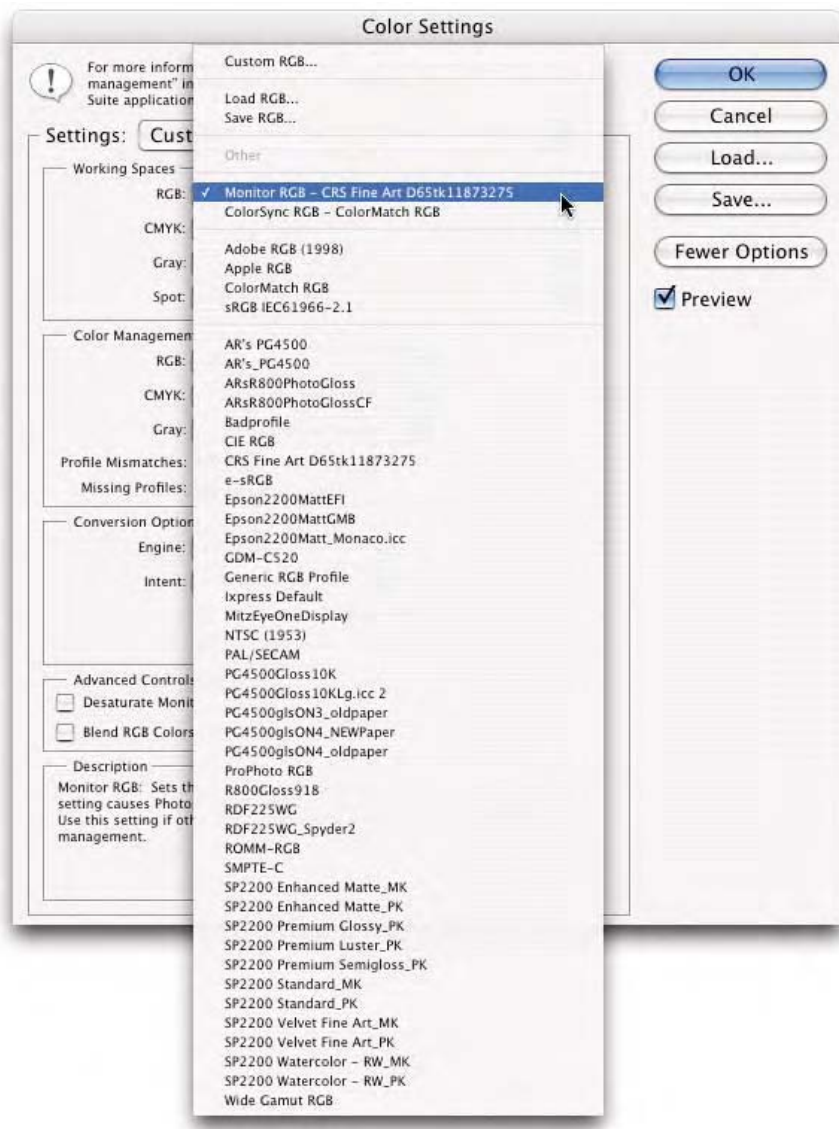 Color Settings
For more inform
management" in
Suite application
Settings: Cust
Working Spaces
RGB:
CMYK:
Gray:
Spot:
Color Managemen
RGB:
CMYK:
Gray:
Profile Mismatches:
Missing Profiles:
Conversion Option
Engine:
Intent:
Advanced Controls
Desaturate Monit
Blend RGB Colors
Description
Monitor RGB: Sets th
setting causes Photo
Use this setting if oth
management.
Custom RGB...
Load RGB...
Save RGB...
Other
✓ Monitor RGB – CRS Fine Art D65tk11873275
ColorSync RGB – ColorMatch RGB
Adobe RGB (1998)
Apple RGB
ColorMatch RGB
sRGB IEC61966-2.1
AR's PG4500
AR's_PG4500
ARsR800PhotoGloss
ARsR800PhotoGlossCF
Badprofile
CIE RGB
CRS Fine Art D65tk11873275
e-sRGB
Epson2200MattEFI
Epson2200MattGMB
Epson2200Matt_Monaco.icc
GDM-C520
Generic RGB Profile
Ixpress Default
MitzEyeOneDisplay
NTSC (1953)
PAL/SECAM
PG4500Gloss10K
PG4500Gloss10KLg.icc 2
PG4500glsON3_oldpaper
PG4500glsON4_NEWPaper
PG4500glsON4_oldpaper
ProPhoto RGB
R800Gloss918
RDF225WG
RDF225WG_Spyder2
ROMM-RGB
SMPTE-C
SP2200 Enhanced Matte_MK
SP2200 Enhanced Matte_PK
SP2200 Premium Glossy_PK
SP2200 Premium Luster_PK
SP2200 Premium Semigloss_PK
SP2200 Standard_MK
SP2200 Standard_PK
SP2200 Velvet Fine Art_MK
SP2200 Velvet Fine Art_PK
SP2200 Watercolor – RW_MK
SP2200 Watercolor – RW_PK
Wide Gamut RGB
OK
Cancel
Load...
Save...
Fewer Options
Preview